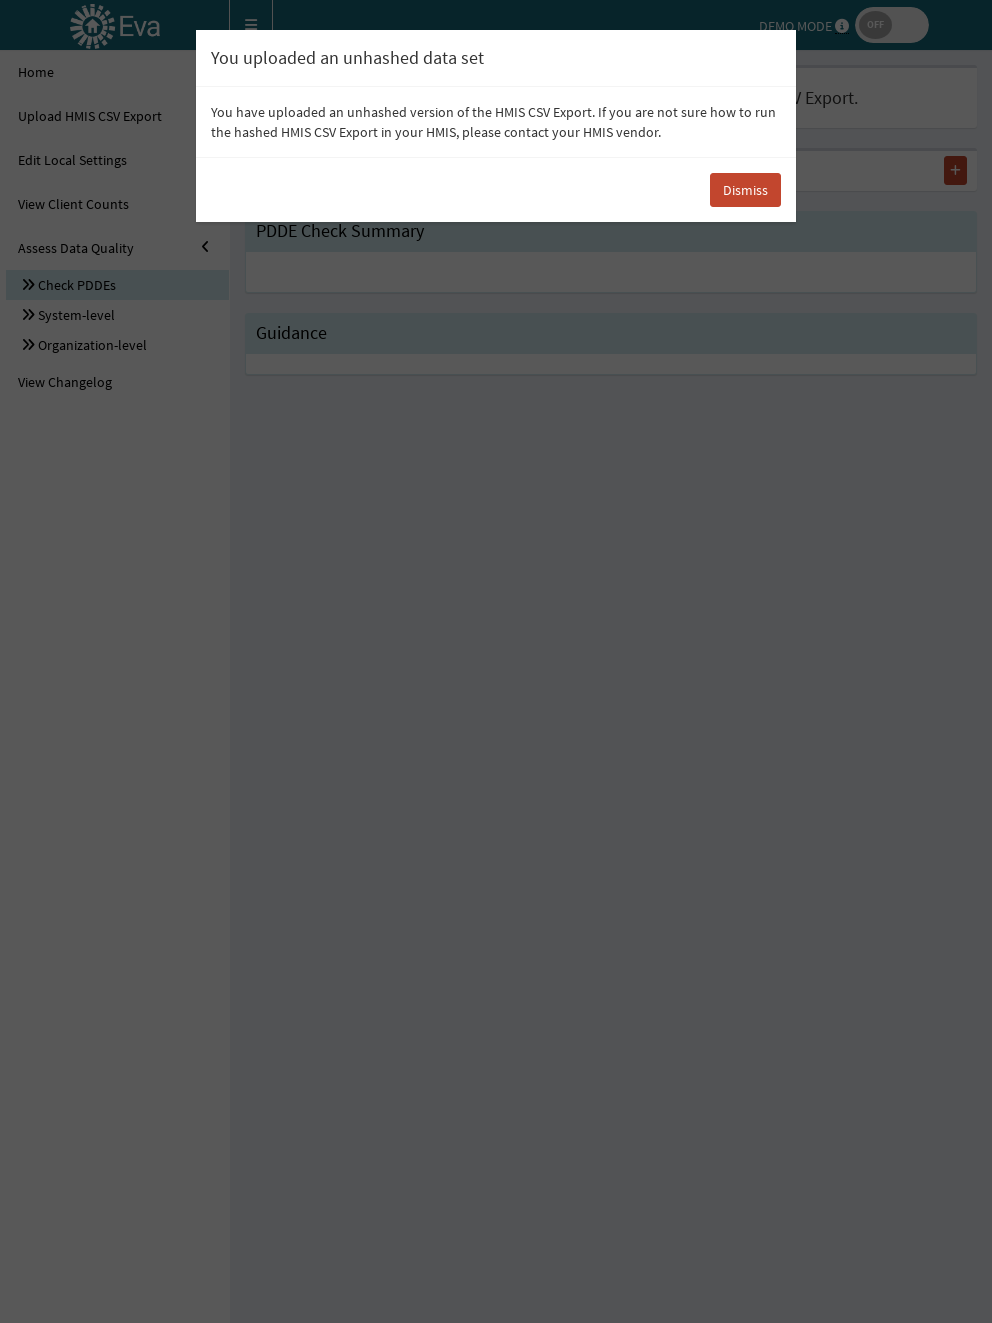 Eva
DEMO MODE
OFF
You uploaded an unhashed data set
You have uploaded an unhashed version of the HMIS CSV Export. If you are not sure how to run
the hashed HMIS CSV Export in your HMIS, please contact your HMIS vendor.
Dismiss
Home
Upload HMIS CSV Export
Edit Local Settings
View Client Counts
Assess Data Quality
Check PDDEs
System-level
Organization-level
View Changelog
Export.
+
PDDE Check Summary
Guidance